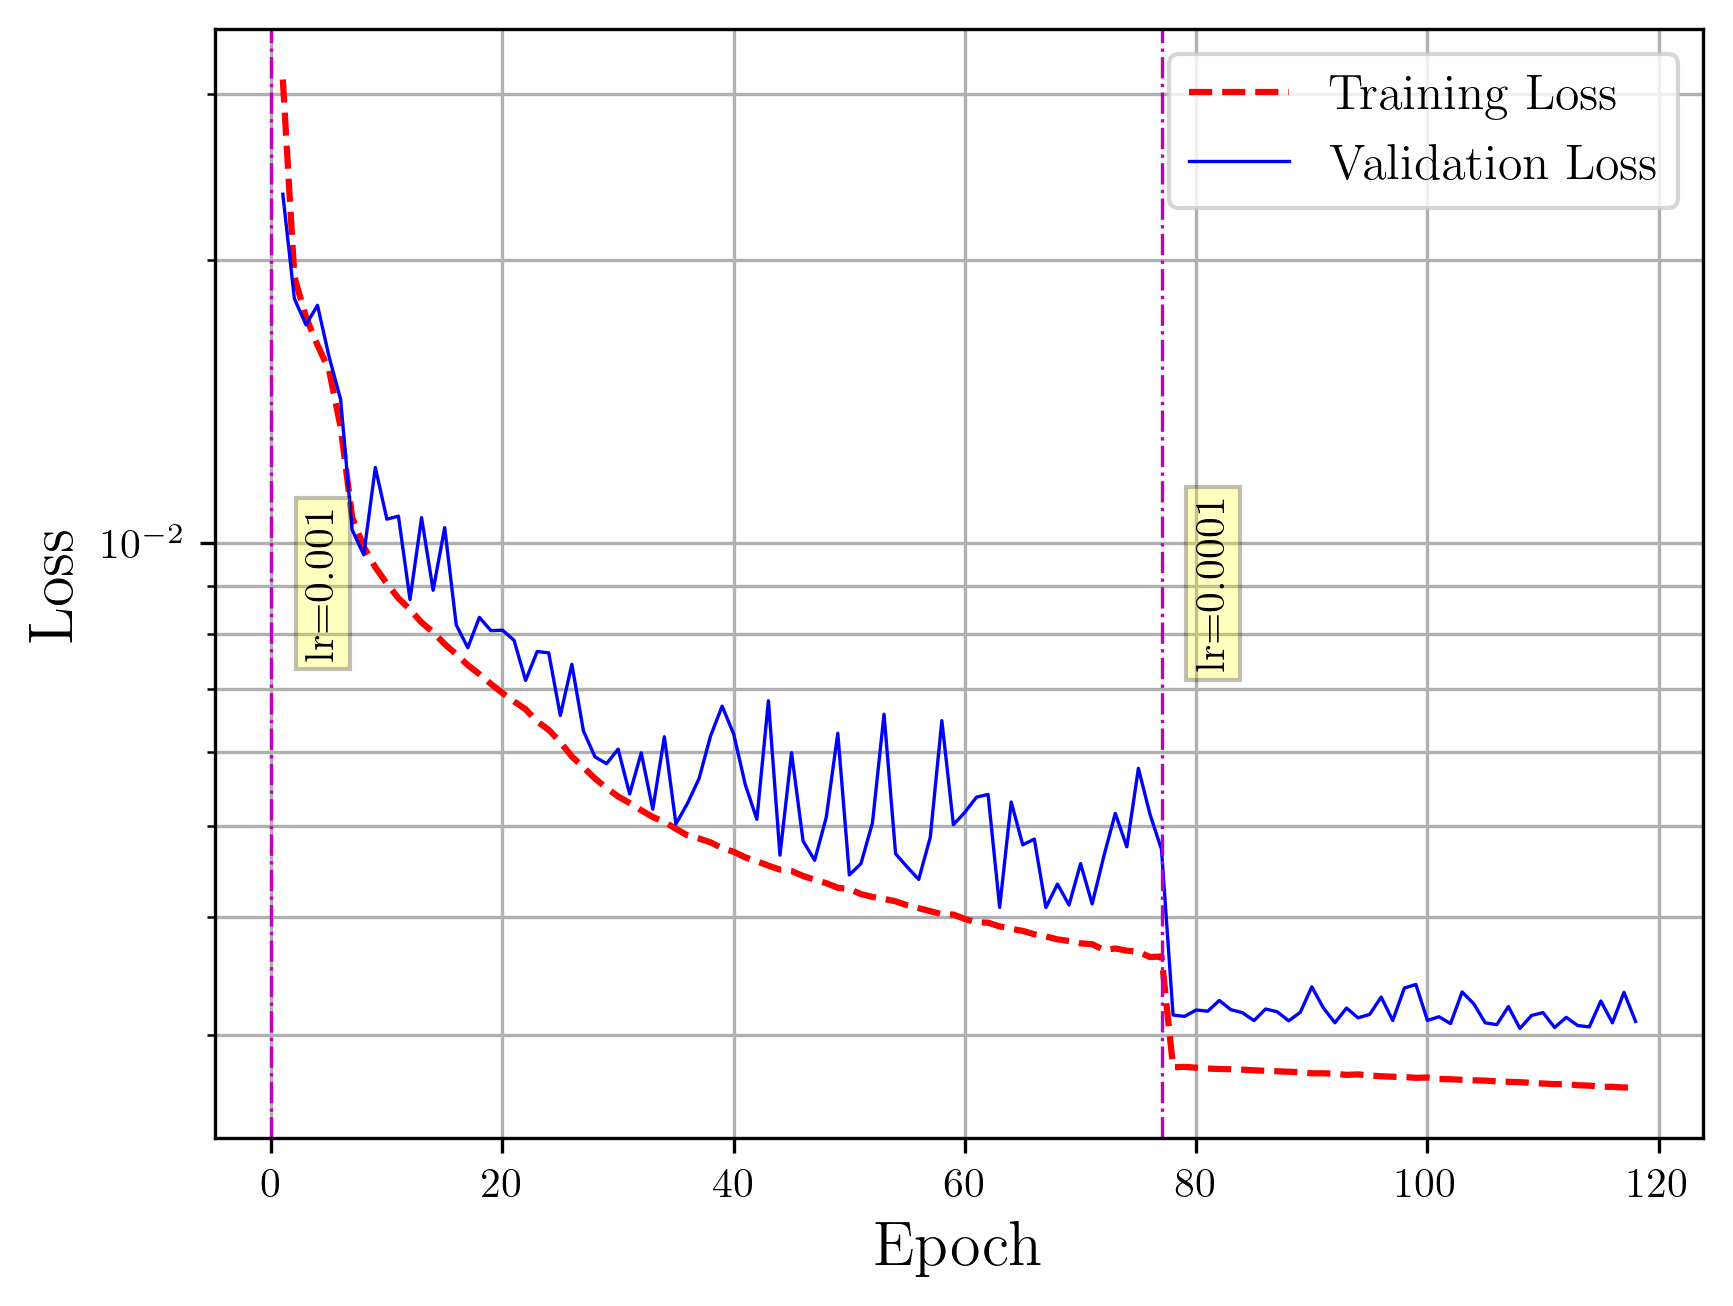 Training Loss
Validation Loss
lr=0.001
lr=0.0001
Loss
10⁻²
0 20 40 60 80 100 120
Epoch